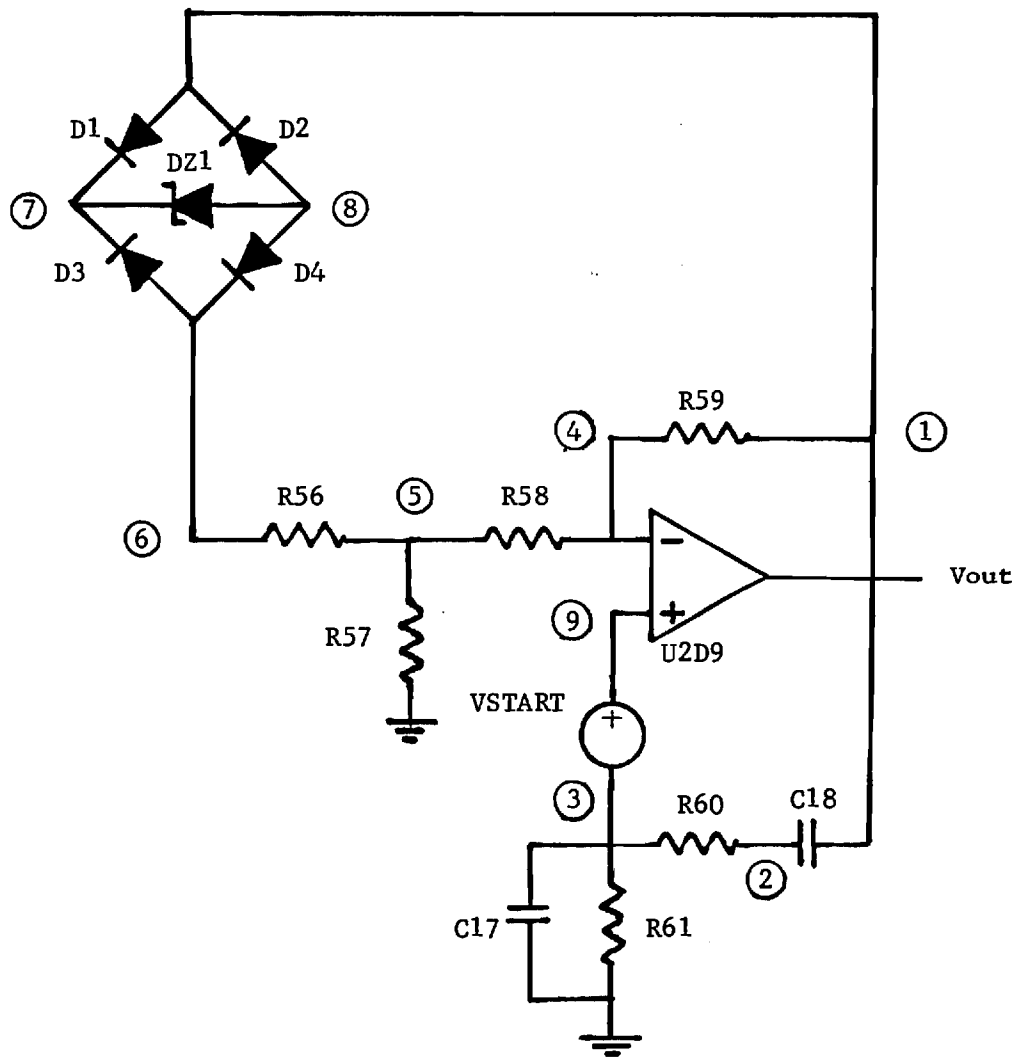 D1
D2
DZ1
7
8
D3
D4
R59
4
1
R56
5
R58
6
−
Vout
9
+
R57
U2D9
VSTART
+
3
R60
C18
2
C17
R61